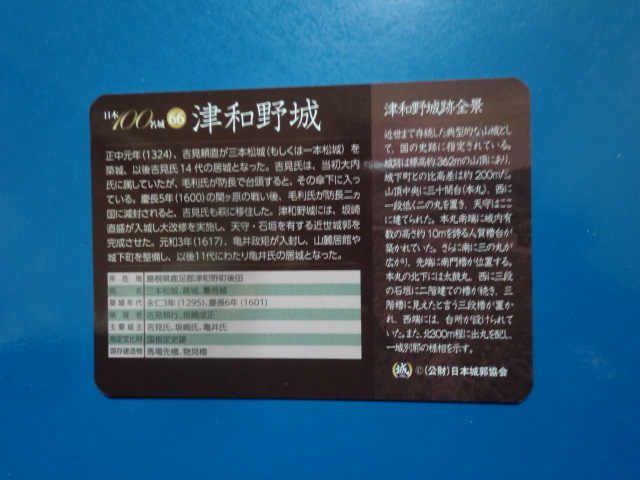 日本100名城 66 津和野城
正中元年(1324)、吉見頼直が三本松城(もしくは一本松城)を
築城、以後吉見氏14代の居城となった。吉見氏は、当初大内
氏に属していたが、毛利氏が防長で台頭すると、その傘下に入っ
ている。慶長5年(1600)の関ヶ原の戦い後、毛利氏が防長二ヵ
国に減封されると、吉見氏も萩に移住した。津和野城には、坂崎
直盛が入城し大改修を実施し、天守・石垣を有する近世城郭を
完成させた。元和3年(1617)、亀井政矩が入封し、山麓居館や
城下町を整備し、以後11代にわたり亀井氏の居城となった。
所在地 島根県鹿足郡津和野町後田
別名 三本松城、蕗城、橐吾城
築城年代 永仁3年(1295)、慶長6年(1601)
築城者 吉見頼行、坂崎成正
主要城主 吉見氏、坂崎氏、亀井氏
指定文化財 国指定史跡
現存建造物 馬場先櫓、物見櫓
津和野城跡全景
近世まで存続した典型的な山城とし
て、国の史跡に指定されている。
城跡は標高約362mの山頂にあり、
城下町との比高差は約200mだ。
山頂中央に三十間台(本丸)、西に
一段低く二の丸を置き、天守はここ
に建てられた。本丸南端に城内有
数の高さ約10mを誇る人質櫓台が
築かれていた。さらに南に三の丸が
広がり、先端に南門櫓が位置する。
本丸の北下には太鼓丸、西に三段
の石垣に二階建ての櫓が続き、三
階櫓に見えたと言う三段櫓が置か
れ、西端には、台所が設けられて
いた。また、北300m程に出丸を配し、
一城別郭の様相を示す。
城 ©(公財)日本城郭協会